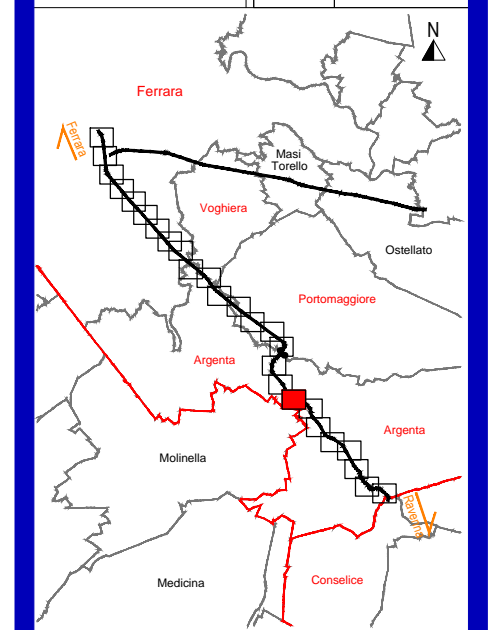 N
Ferrara
Ferrara
Masi
Torello
Voghiera
Ostellato
Portomaggiore
Argenta
Argenta
Molinella
Ravenna
Medicina
Conselice